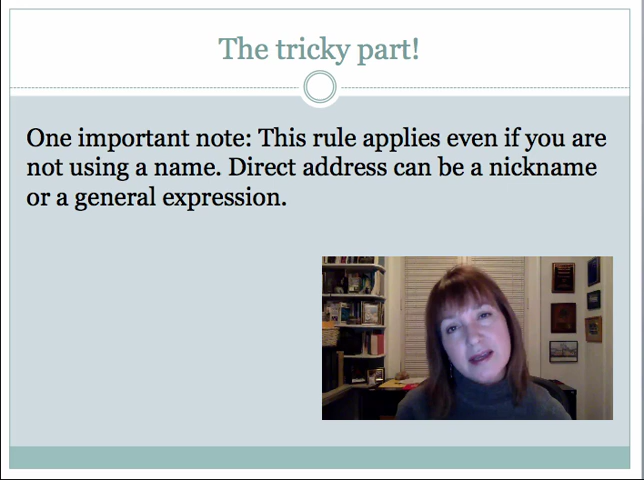 The tricky part!
One important note: This rule applies even if you are
not using a name. Direct address can be a nickname
or a general expression.